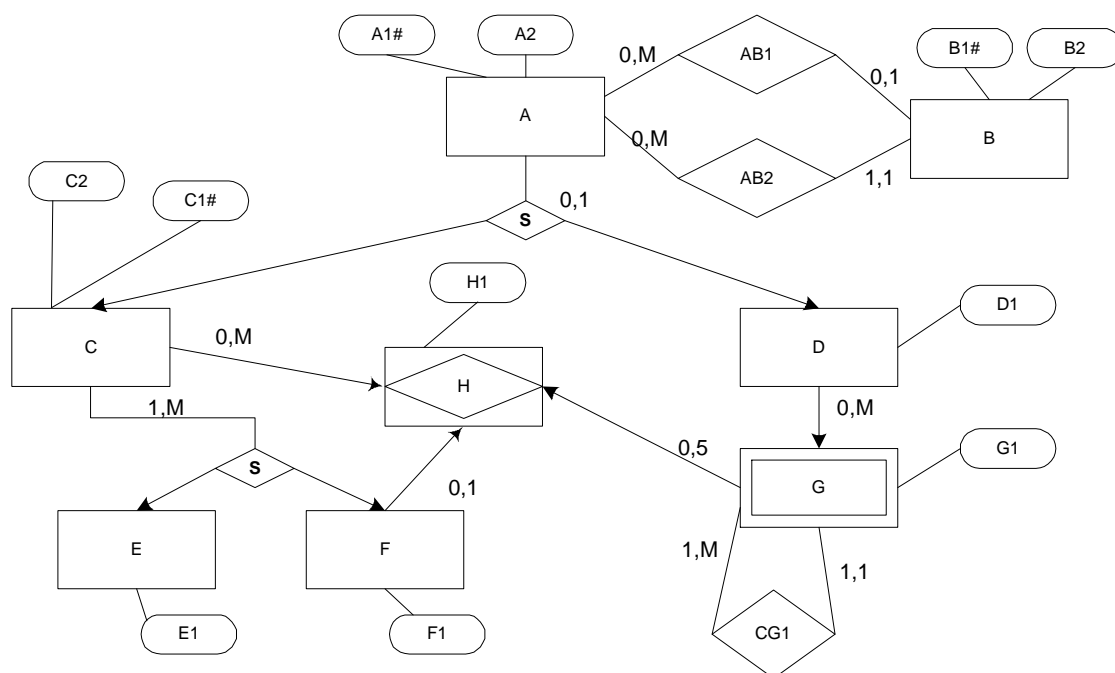 A1#
A2
B1#
B2
0,M
AB1
0,1
A
B
0,M
AB2
1,1
C2
C1#
S
0,1
H1
D1
0,M
C
D
H
1,M
0,M
0,5
G1
S
0,1
G
E
F
1,M
1,1
E1
F1
CG1